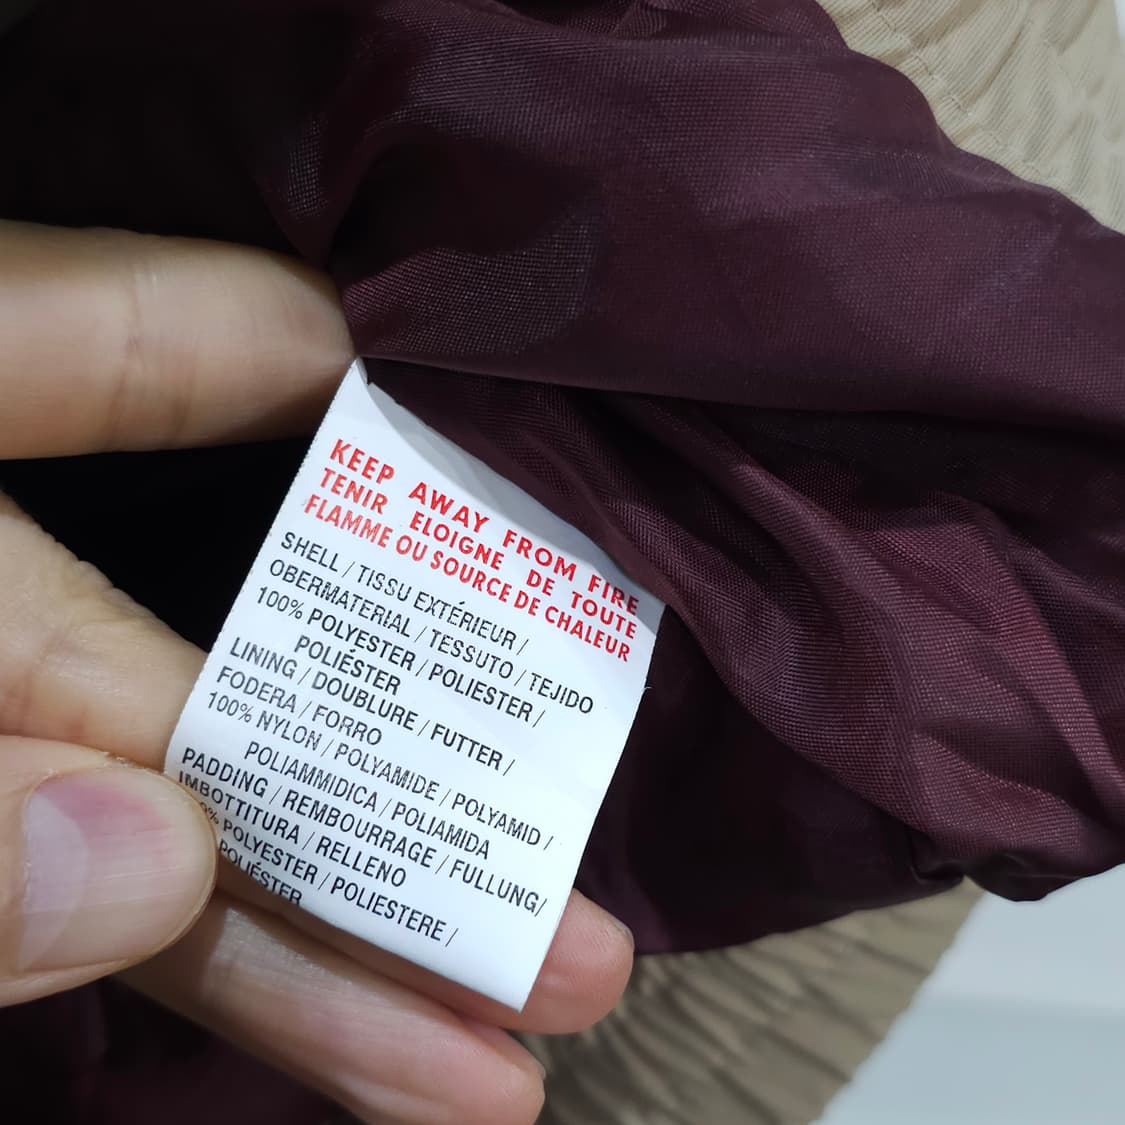 KEEP AWAY FROM FIRE
TENIR ELOIGNE DE TOUTE
FLAMME OU SOURCE DE CHALEUR
SHELL / TISSU EXTÉRIEUR /
OBERMATERIAL / TESSUTO / TEJIDO
100% POLYESTER / POLIESTER /
POLIÉSTER
LINING / DOUBLURE / FUTTER /
FODERA / FORRO
100% NYLON / POLYAMIDE / POLYAMID /
POLIAMMIDICA / POLIAMIDA
PADDING / REMBOURRAGE / FULLUNG/
IMBOTTITURA / RELLENO
POLYESTER / POLIESTERE /
POLIÉSTER